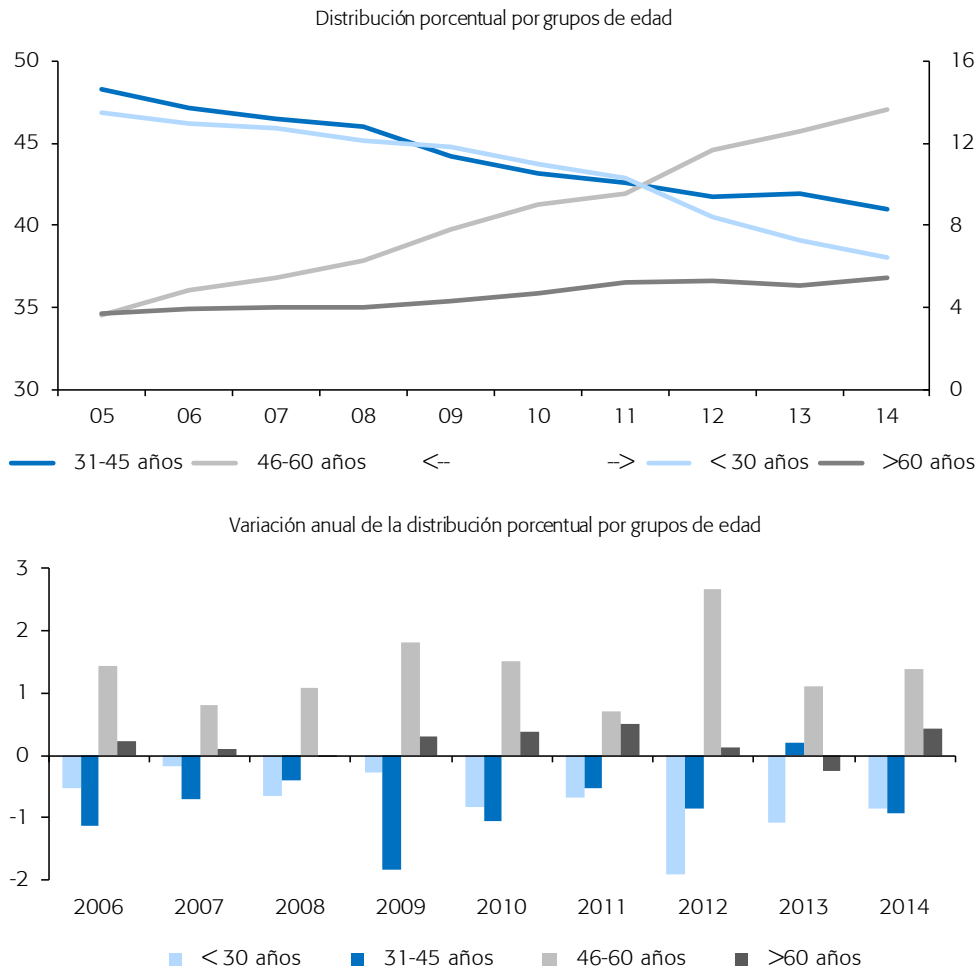 Distribución porcentual por grupos de edad
50 16
45 12
40 8
35 4
30 0
05 06 07 08 09 10 11 12 13 14
31-45 años 46-60 años <-- --> < 30 años >60 años
Variación anual de la distribución porcentual por grupos de edad
3
2
1
0
-1
-2
2006 2007 2008 2009 2010 2011 2012 2013 2014
< 30 años 31-45 años 46-60 años >60 años